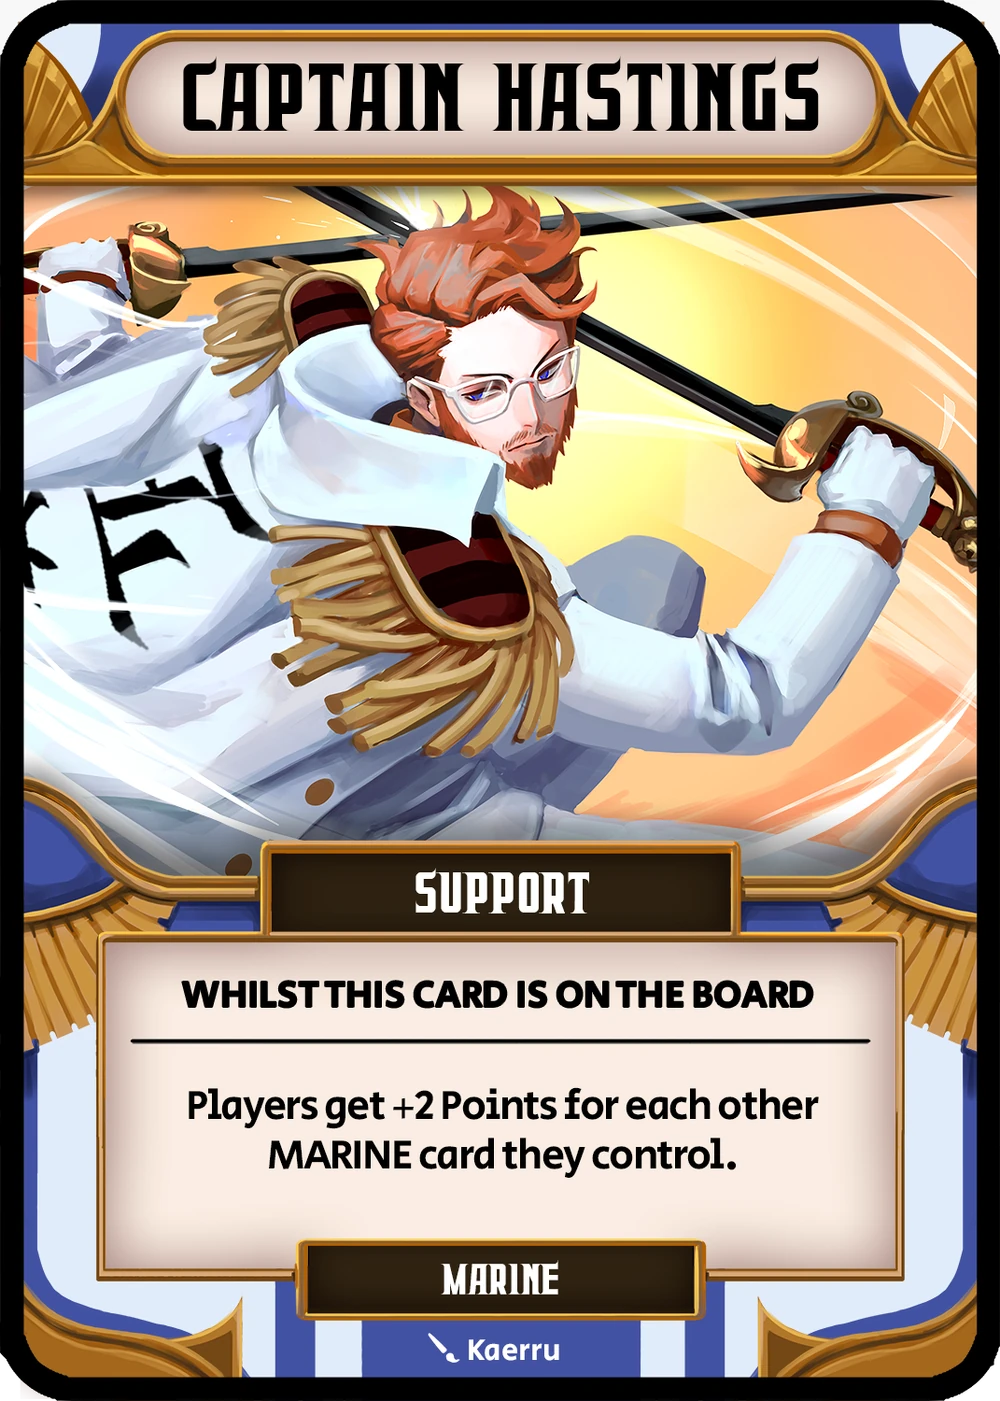 CAPTAIN HASTINGS
SUPPORT
WHILST THIS CARD IS ON THE BOARD
Players get +2 Points for each other
MARINE card they control.
MARINE
Kaerru